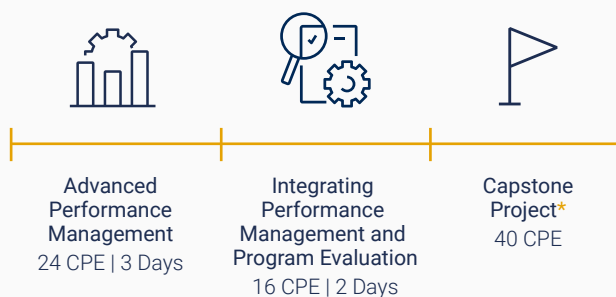 Advanced
Performance
Management
24 CPE | 3 Days
Integrating
Performance
Management and
Program Evaluation
16 CPE | 2 Days
Capstone
Project*
40 CPE